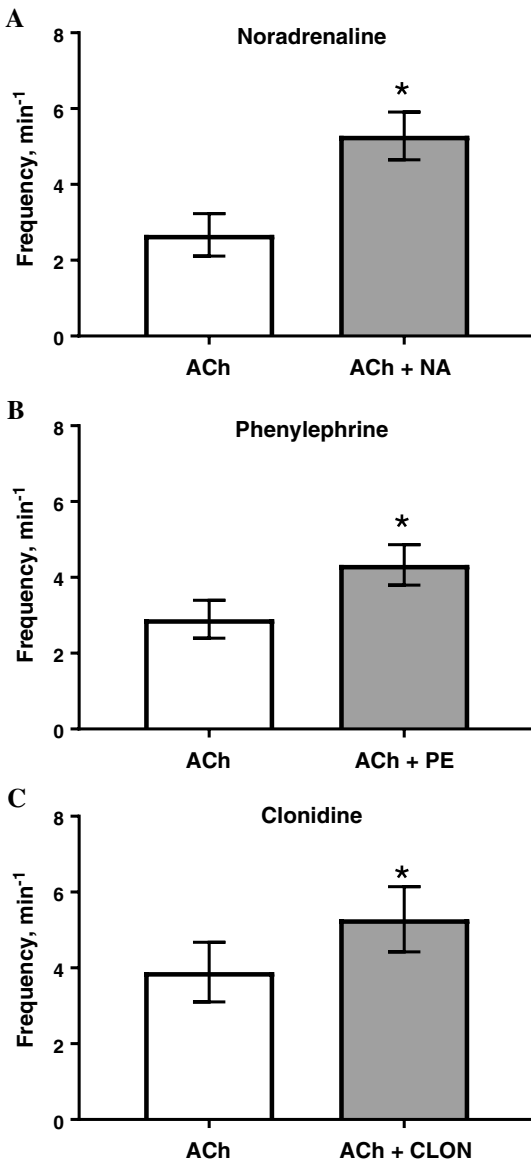 A
Noradrenaline
Frequency, min⁻¹
8
6
4
2
0
*
ACh
ACh + NA
B
Phenylephrine
Frequency, min⁻¹
8
6
4
2
0
*
ACh
ACh + PE
C
Clonidine
Frequency, min⁻¹
8
6
4
2
0
*
ACh
ACh + CLON